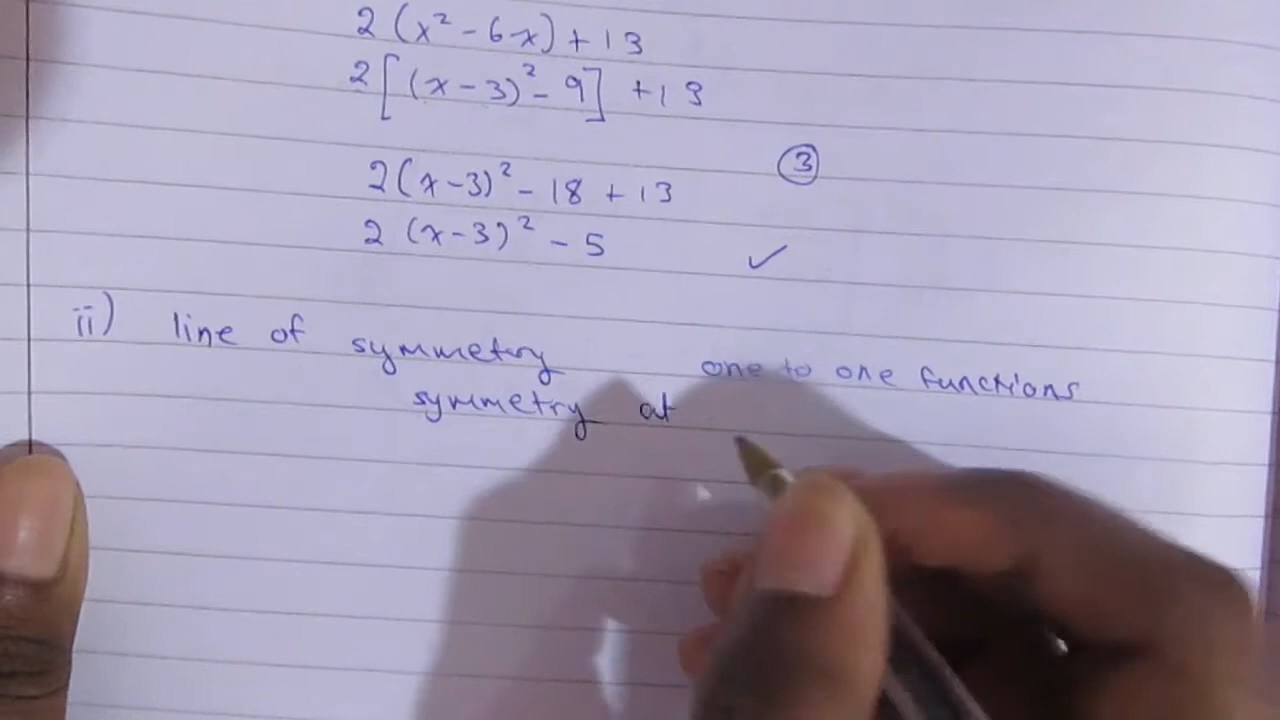 2(x² - 6x) + 13
2[(x - 3)² - 9] + 13
③
2(x - 3)² - 18 + 13
2(x - 3)² - 5 ✓
ii) line of symmetry one to one functions
symmetry at